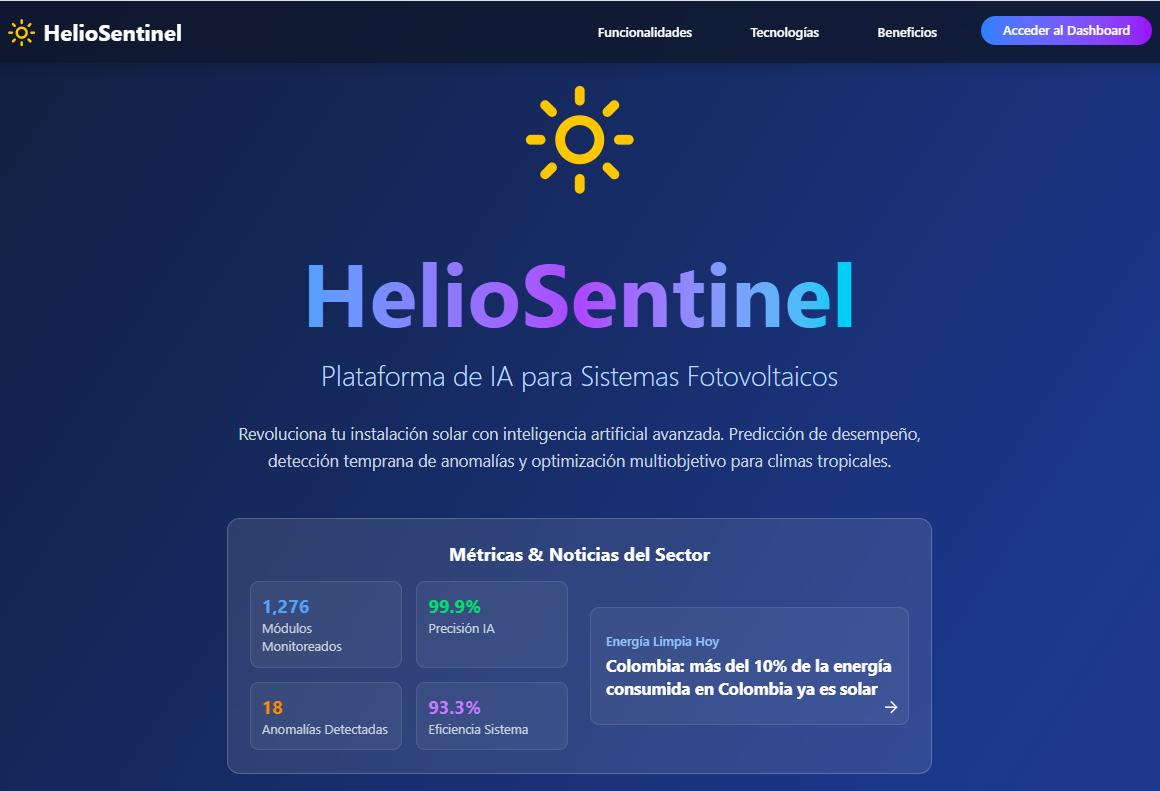 HelioSentinel
Funcionalidades
Tecnologías
Beneficios
Acceder al Dashboard
HelioSentinel
Plataforma de IA para Sistemas Fotovoltaicos
Revoluciona tu instalación solar con inteligencia artificial avanzada. Predicción de desempeño,
detección temprana de anomalías y optimización multiobjetivo para climas tropicales.
Métricas & Noticias del Sector
1,276
Módulos
Monitoreados
99.9%
Precisión IA
18
Anomalías Detectadas
93.3%
Eficiencia Sistema
Energía Limpia Hoy
Colombia: más del 10% de la energía
consumida en Colombia ya es solar